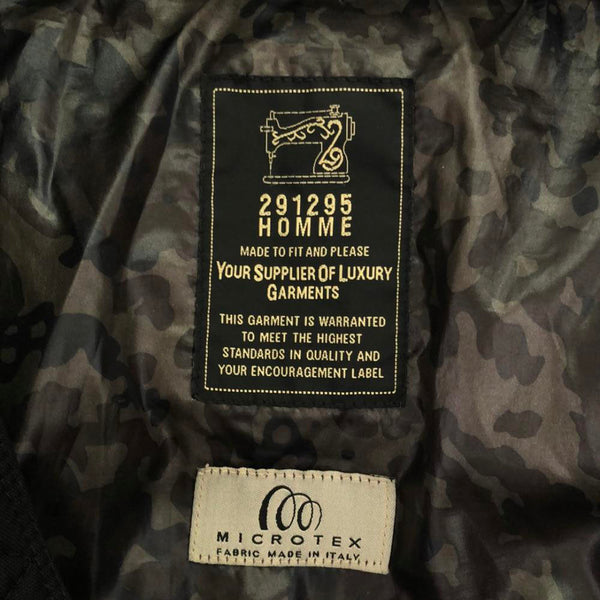 291295
HOMME
MADE TO FIT AND PLEASE
YOUR SUPPLIER OF LUXURY
GARMENTS
THIS GARMENT IS WARRANTED
TO MEET THE HIGHEST
STANDARDS IN QUALITY AND
YOUR ENCOURAGEMENT LABEL
MICROTEX
FABRIC MADE IN ITALY